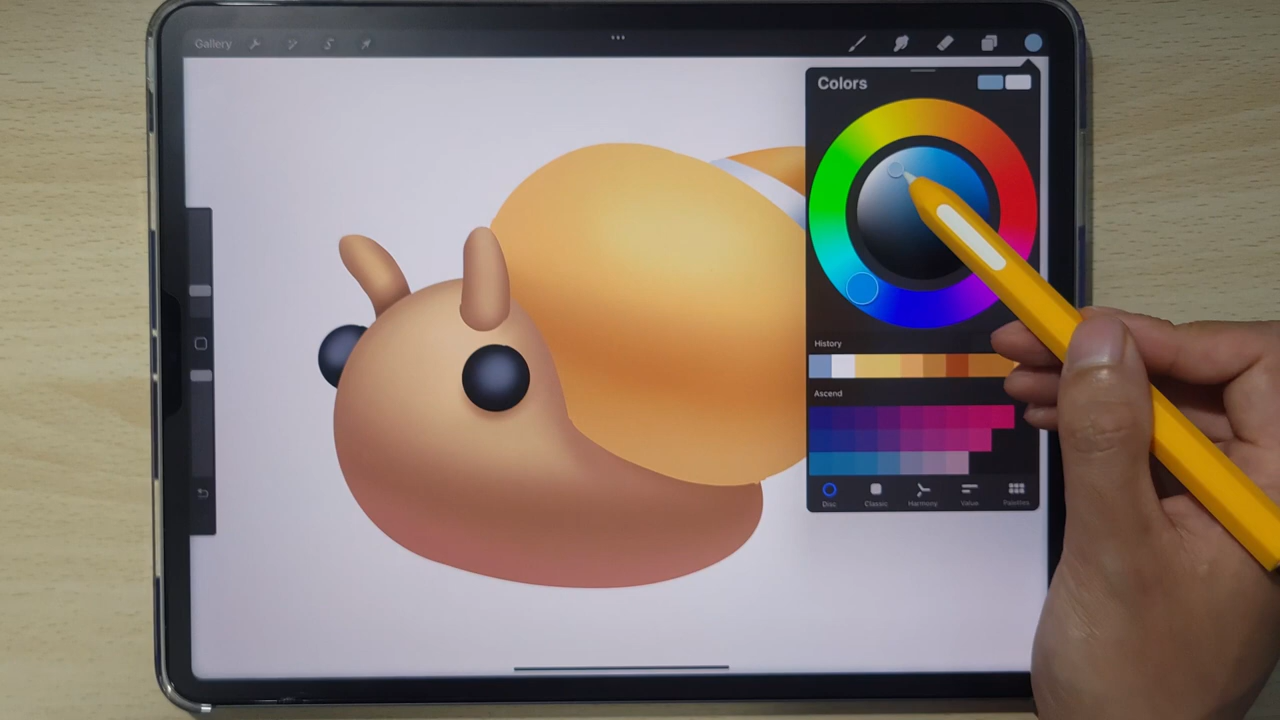 Gallery
Colors
History
Ascend
Disc Classic Harmony Value Palettes